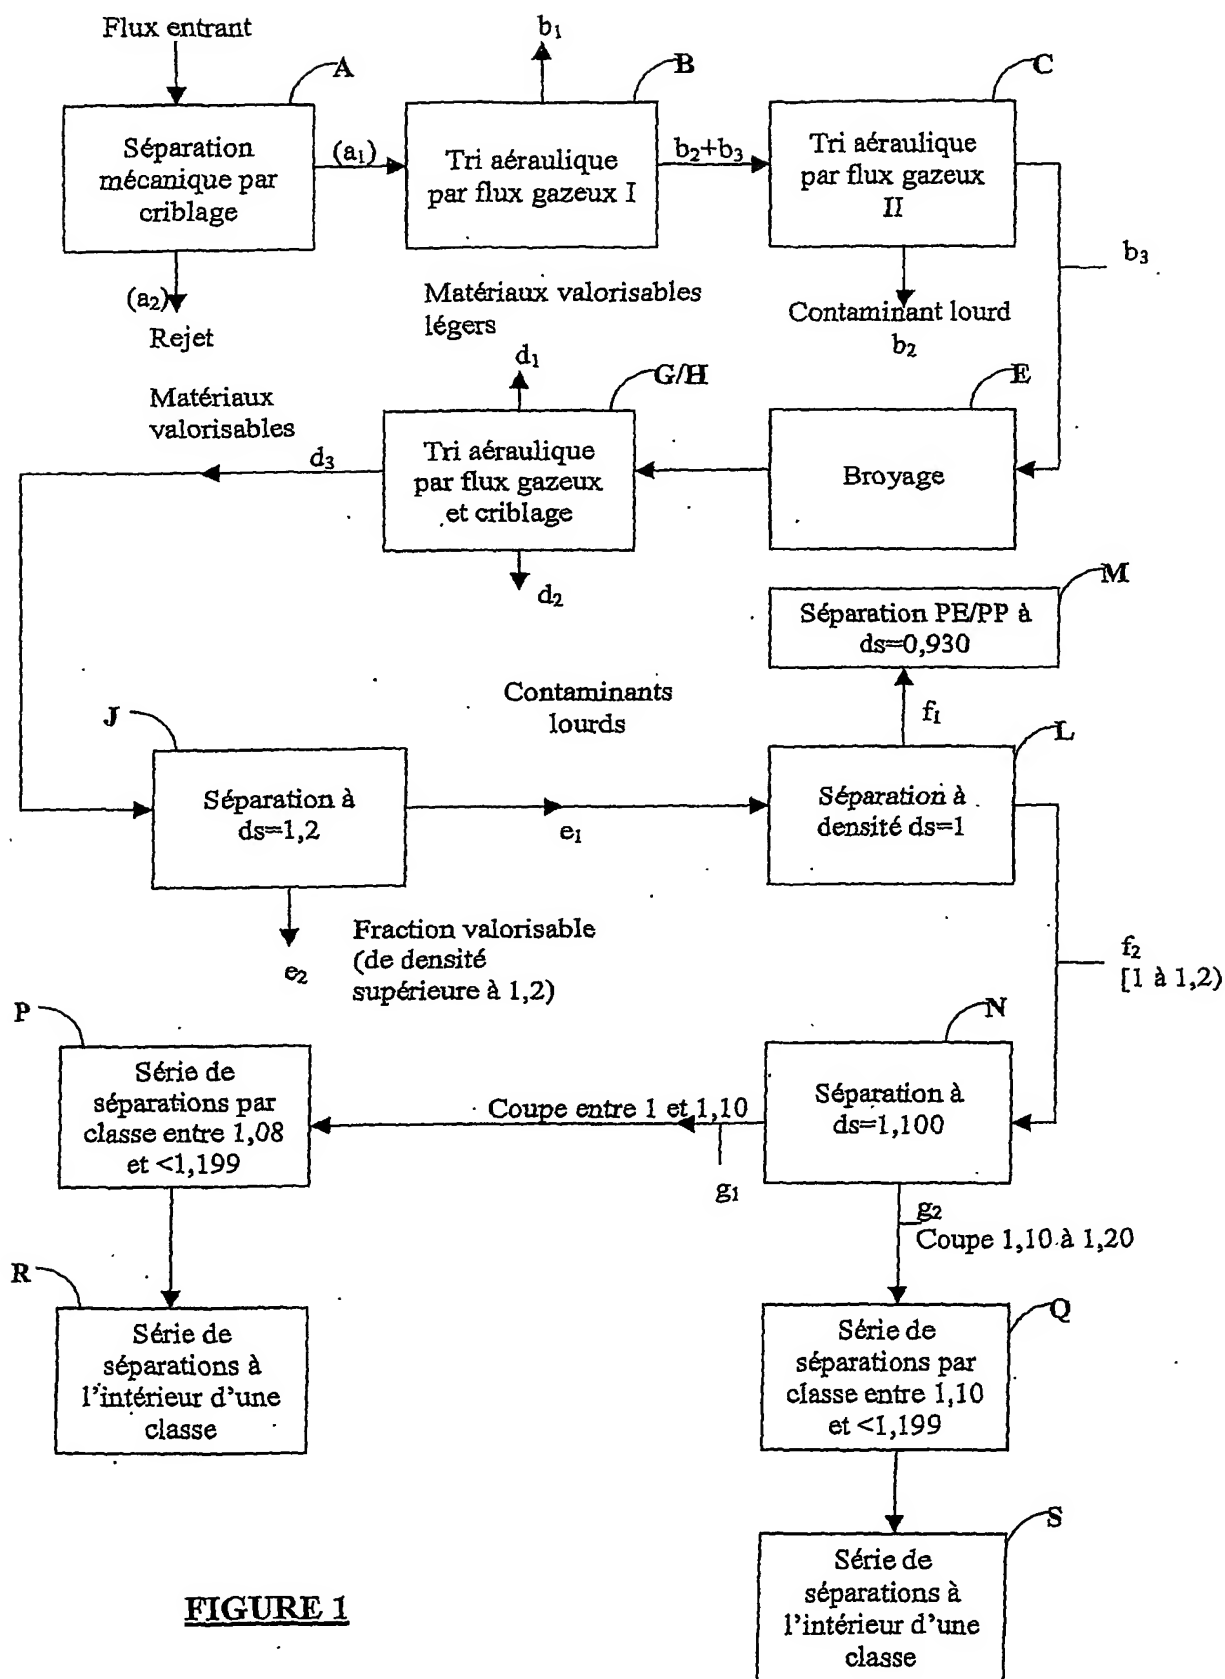 Flux entrant
A
Séparation
mécanique par
criblage
(a₁)
(a₂)
Rejet
b₁
B
Tri aéraulique
par flux gazeux I
b₂+b₃
C
Tri aéraulique
par flux gazeux
II
b₃
Contaminant lourd
b₂
Matériaux valorisables
légers
d₁
G/H
E
Matériaux
valorisables
d₃
Tri aéraulique
par flux gazeux
et criblage
Broyage
d₂
M
Séparation PE/PP à
ds=0,930
Contaminants
lourds
f₁
J
L
Séparation à
ds=1,2
e₁
Séparation à
densité ds=1
e₂
Fraction valorisable
(de densité
supérieure à 1,2)
f₂
[1 à 1,2)
P
N
Série de
séparations par
classe entre 1,08
et <1,199
Coupe entre 1 et 1,10
g₁
Séparation à
ds=1,100
g₂
Coupe 1,10 à 1,20
R
Série de
séparations à
l'intérieur d'une
classe
Q
Série de
séparations par
classe entre 1,10
et <1,199
S
Série de
séparations à
l'intérieur d'une
classe
FIGURE 1